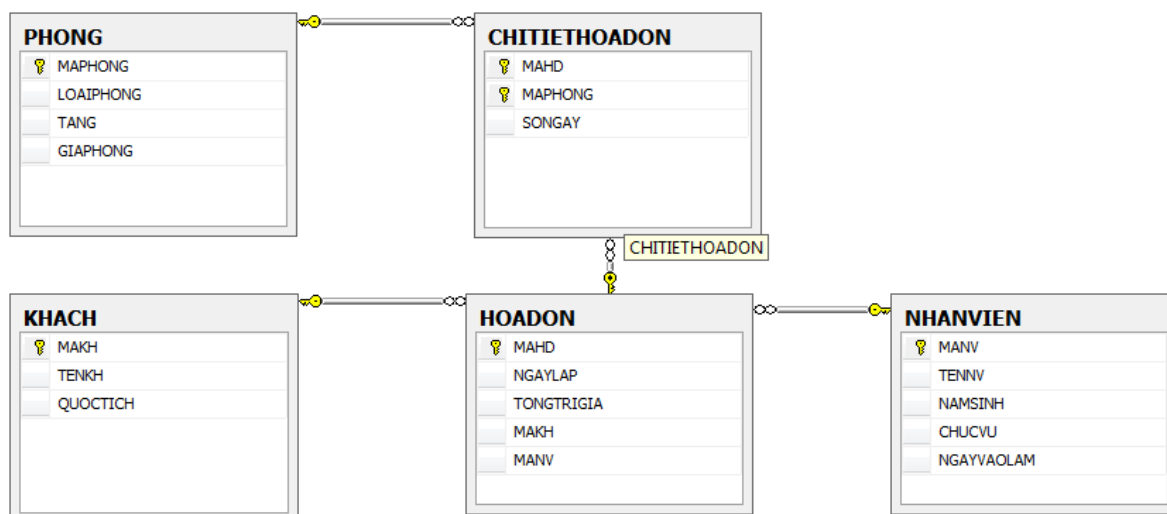 PHONG
MAPHONG
LOAIPHONG
TANG
GIAPHONG
CHITIETHOADON
MAHD
MAPHONG
SONGAY
CHITIETHOADON
KHACH
MAKH
TENKH
QUOCTICH
HOADON
MAHD
NGAYLAP
TONGTRIGIA
MAKH
MANV
NHANVIEN
MANV
TENNV
NAMSINH
CHUCVU
NGAYVAOLAM